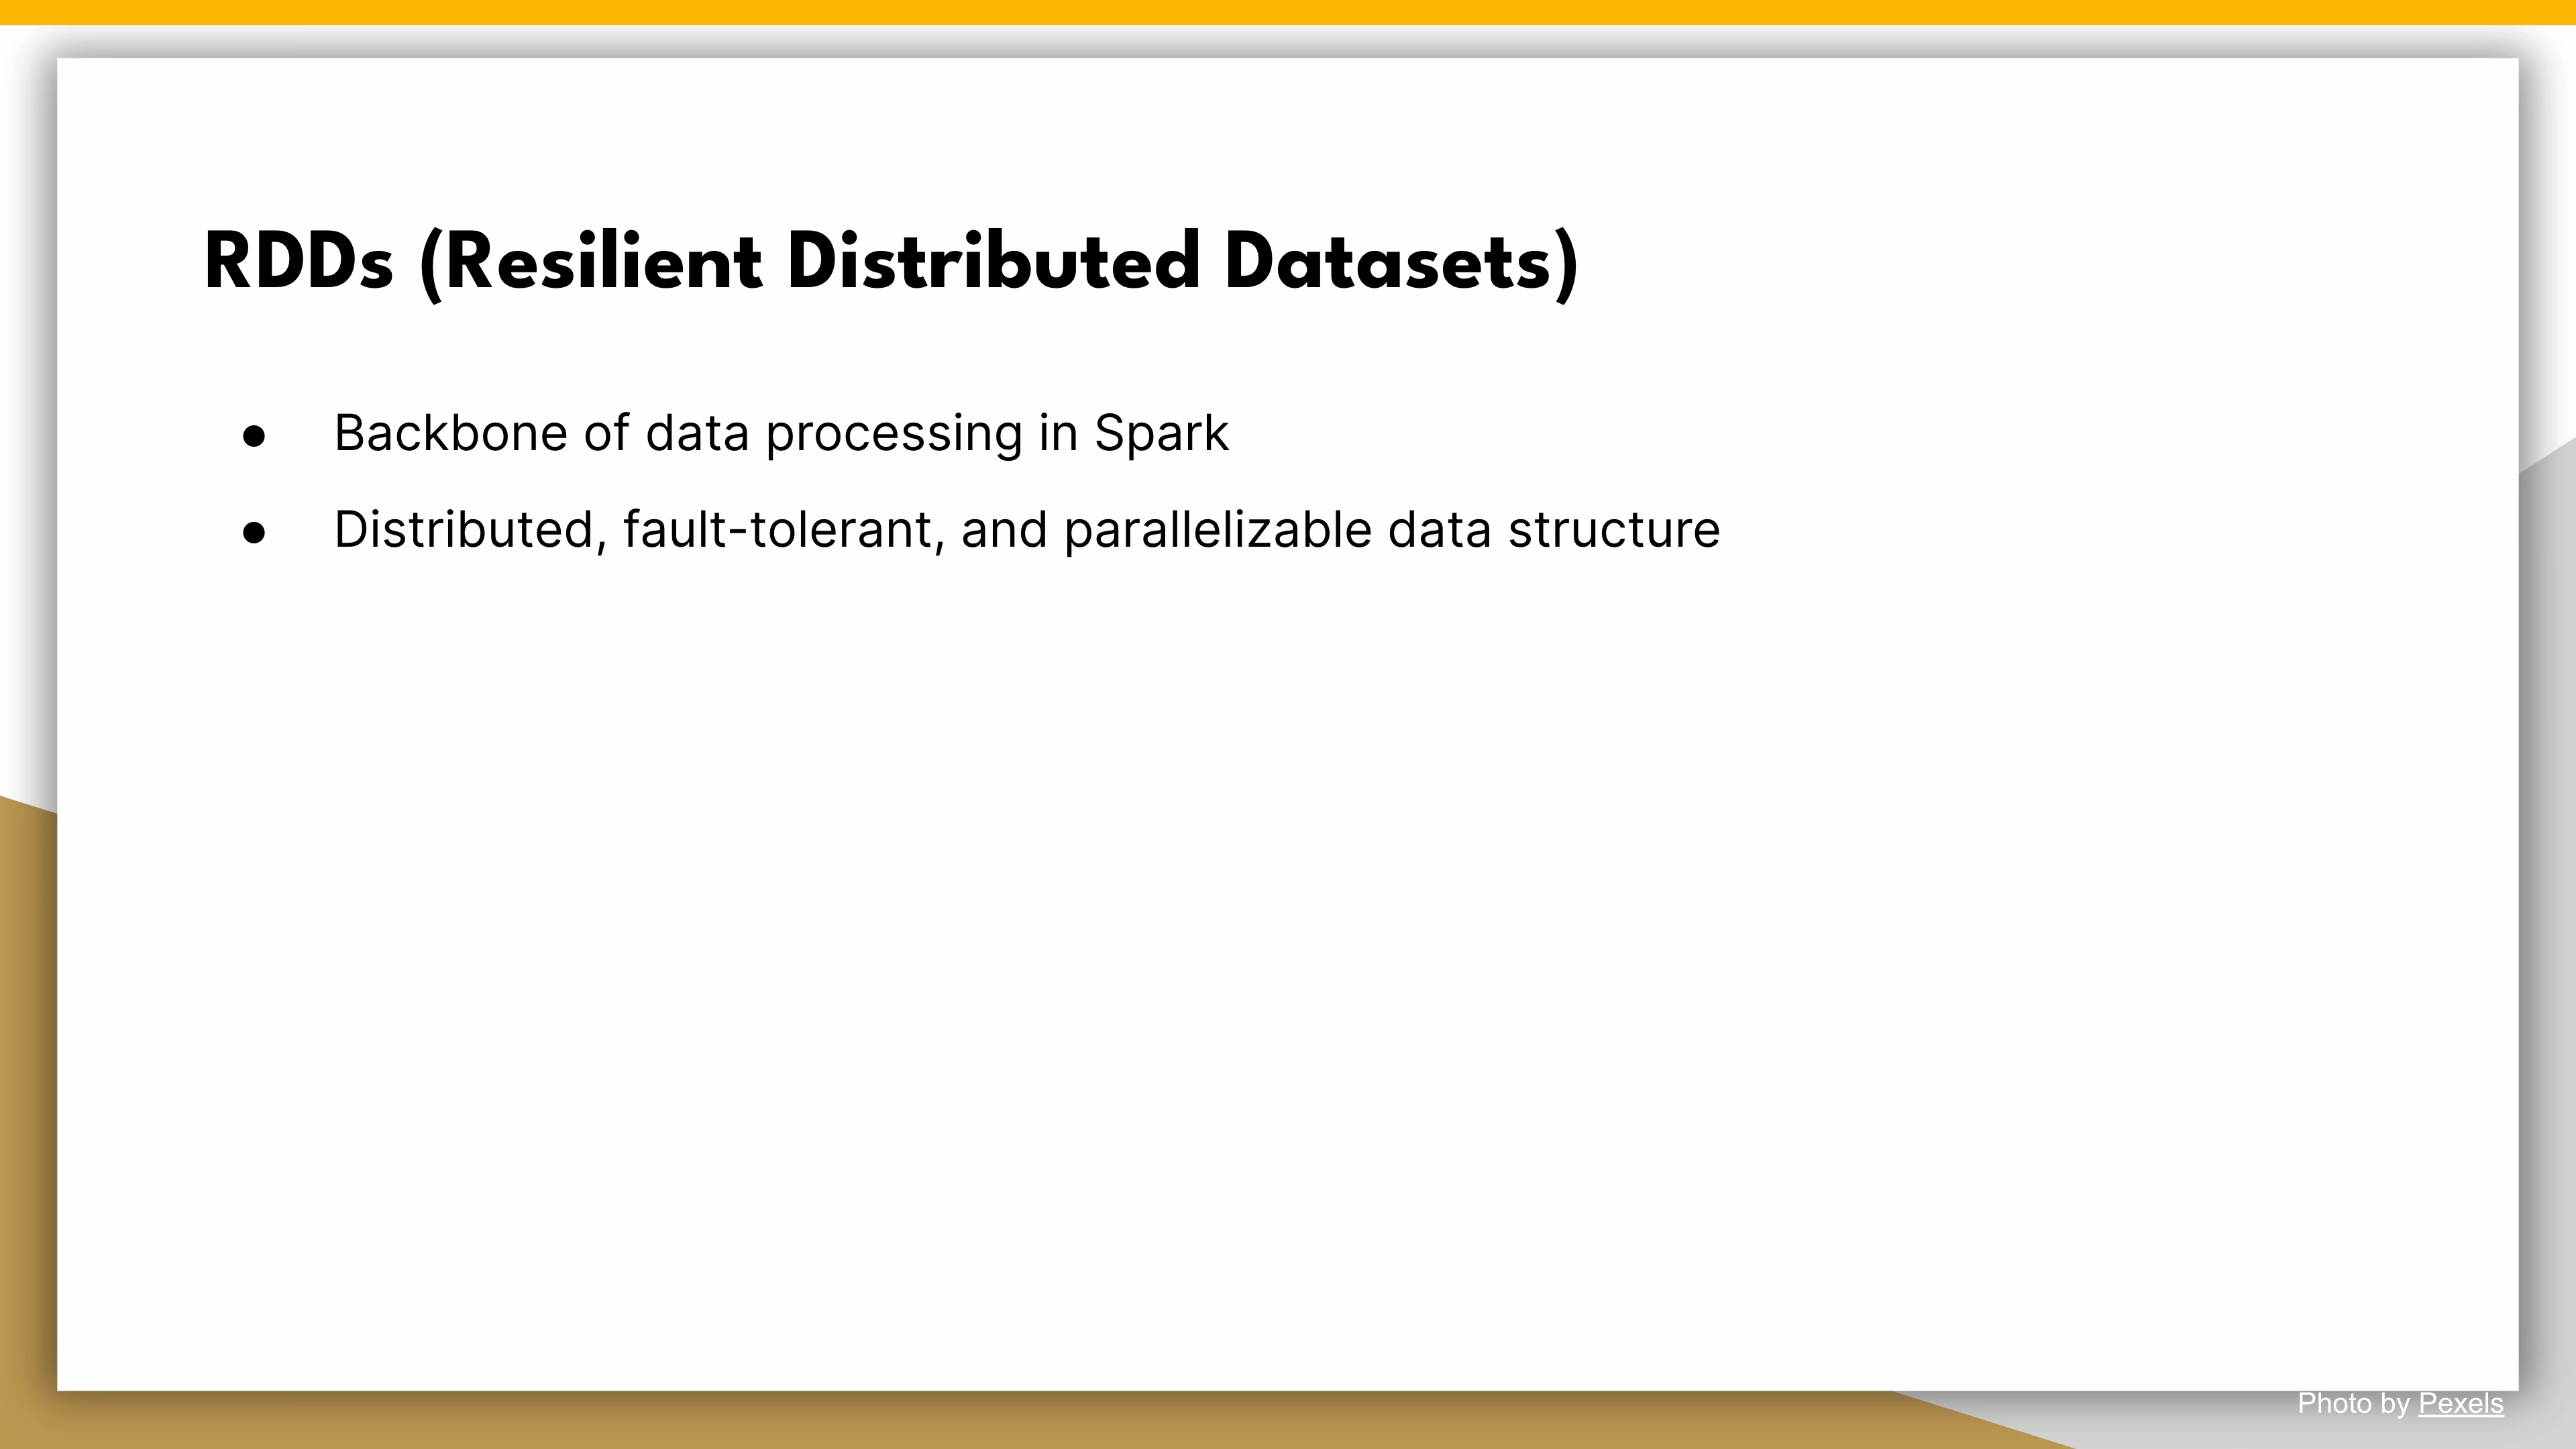 RDDs (Resilient Distributed Datasets)
● Backbone of data processing in Spark
● Distributed, fault-tolerant, and parallelizable data structure
Photo by Pexels